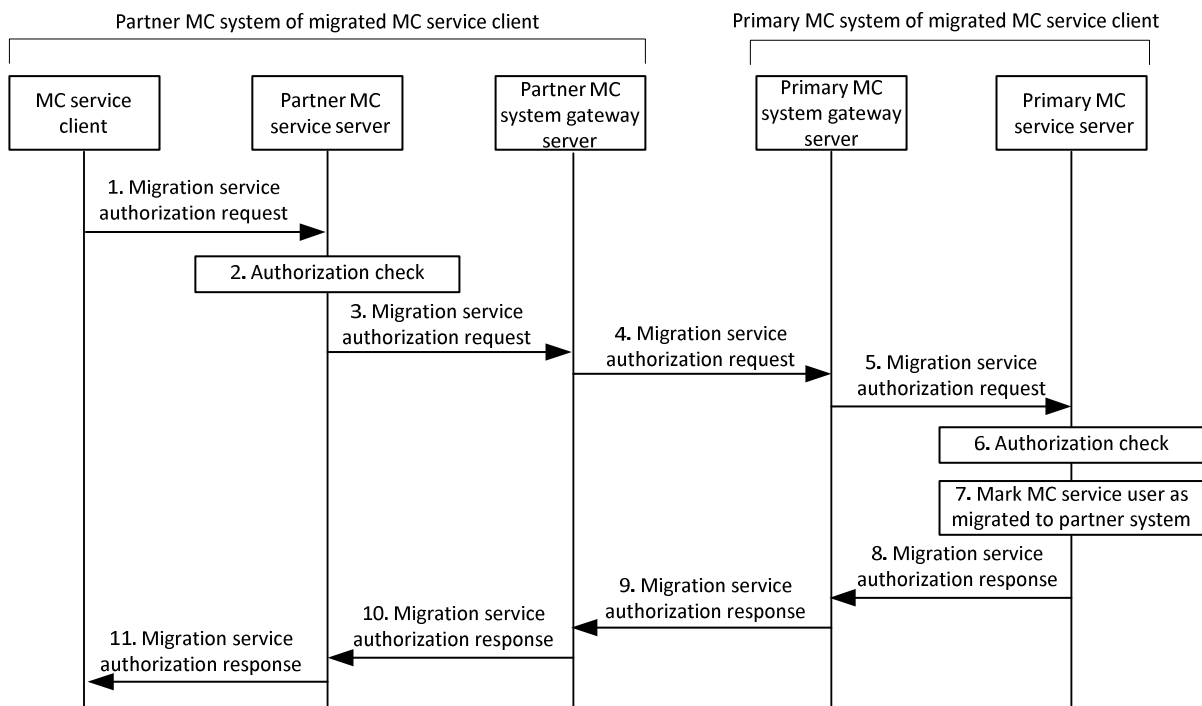 Partner MC system of migrated MC service client
Primary MC system of migrated MC service client
MC service
client
Partner MC
service server
Partner MC
system gateway
server
Primary MC
system gateway
server
Primary MC
service server
1. Migration service
authorization request
2. Authorization check
3. Migration service
authorization request
4. Migration service
authorization request
5. Migration service
authorization request
6. Authorization check
7. Mark MC service user as
migrated to partner system
8. Migration service
authorization response
9. Migration service
authorization response
10. Migration service
authorization response
11. Migration service
authorization response